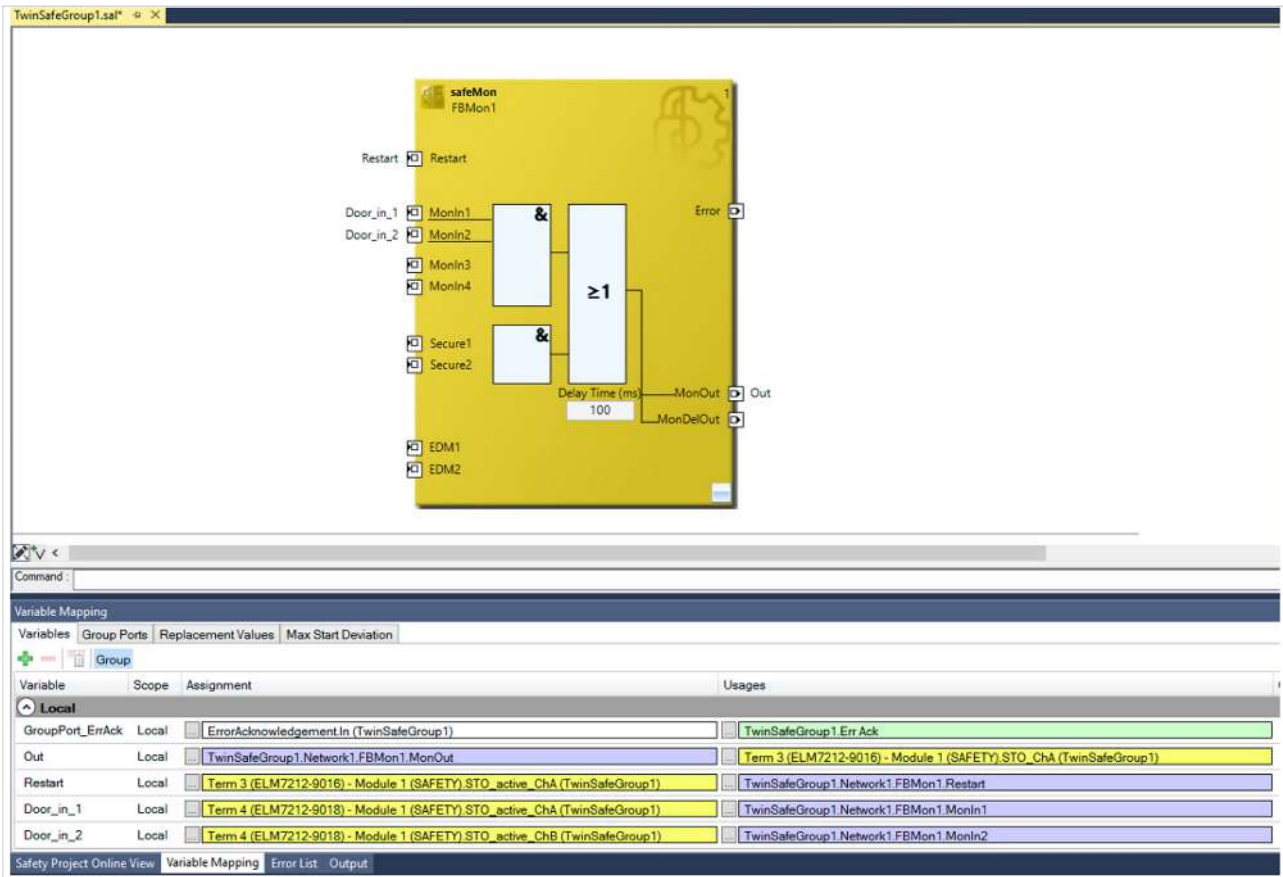 TwinSafeGroup1.sal*
safeMon 1
FBMon1
Restart Restart
Door_in_1 MonIn1 & Error
Door_in_2 MonIn2
MonIn3
MonIn4
≥1
&
Secure1
Secure2
Delay Time (ms) MonOut Out
100
MonDelOut
EDM1
EDM2
Command :
Variable Mapping
Variables Group Ports Replacement Values Max Start Deviation
Group
Variable Scope Assignment Usages
Local
GroupPort_ErrAck Local ... ErrorAcknowledgement.In (TwinSafeGroup1) ... TwinSafeGroup1.Err Ack
Out Local ... TwinSafeGroup1.Network1.FBMon1.MonOut ... Term 3 (ELM7212-9016) - Module 1 (SAFETY).STO_ChA (TwinSafeGroup1)
Restart Local ... Term 3 (ELM7212-9016) - Module 1 (SAFETY).STO_active_ChA (TwinSafeGroup1) ... TwinSafeGroup1.Network1.FBMon1.Restart
Door_in_1 Local ... Term 4 (ELM7212-9018) - Module 1 (SAFETY).STO_active_ChA (TwinSafeGroup1) ... TwinSafeGroup1.Network1.FBMon1.MonIn1
Door_in_2 Local ... Term 4 (ELM7212-9018) - Module 1 (SAFETY).STO_active_ChB (TwinSafeGroup1) ... TwinSafeGroup1.Network1.FBMon1.MonIn2
Safety Project Online View Variable Mapping Error List Output